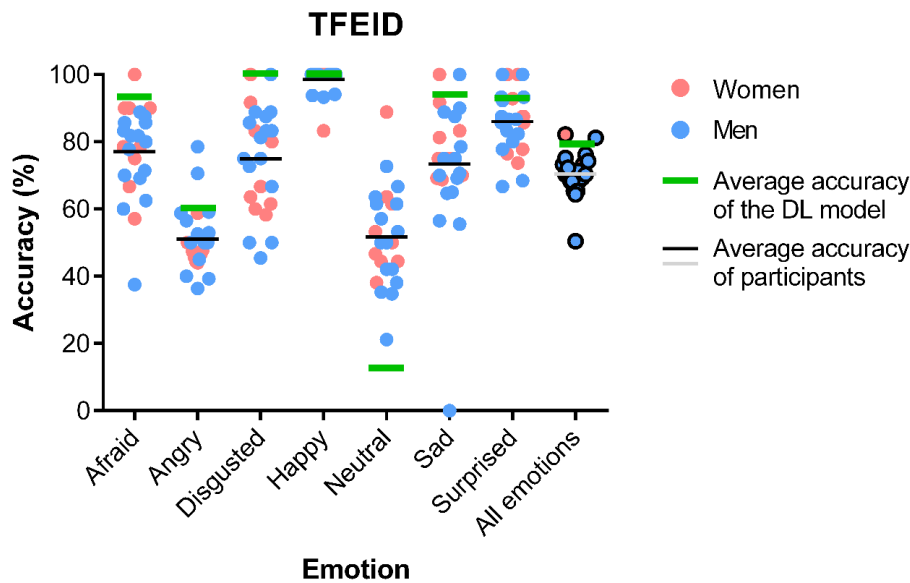 TFEID
100
80
60
40
20
0
Accuracy (%)
Afraid
Angry
Disgusted
Happy
Neutral
Sad
Surprised
All emotions
Emotion
Women
Men
Average accuracy
of the DL model
Average accuracy
of participants